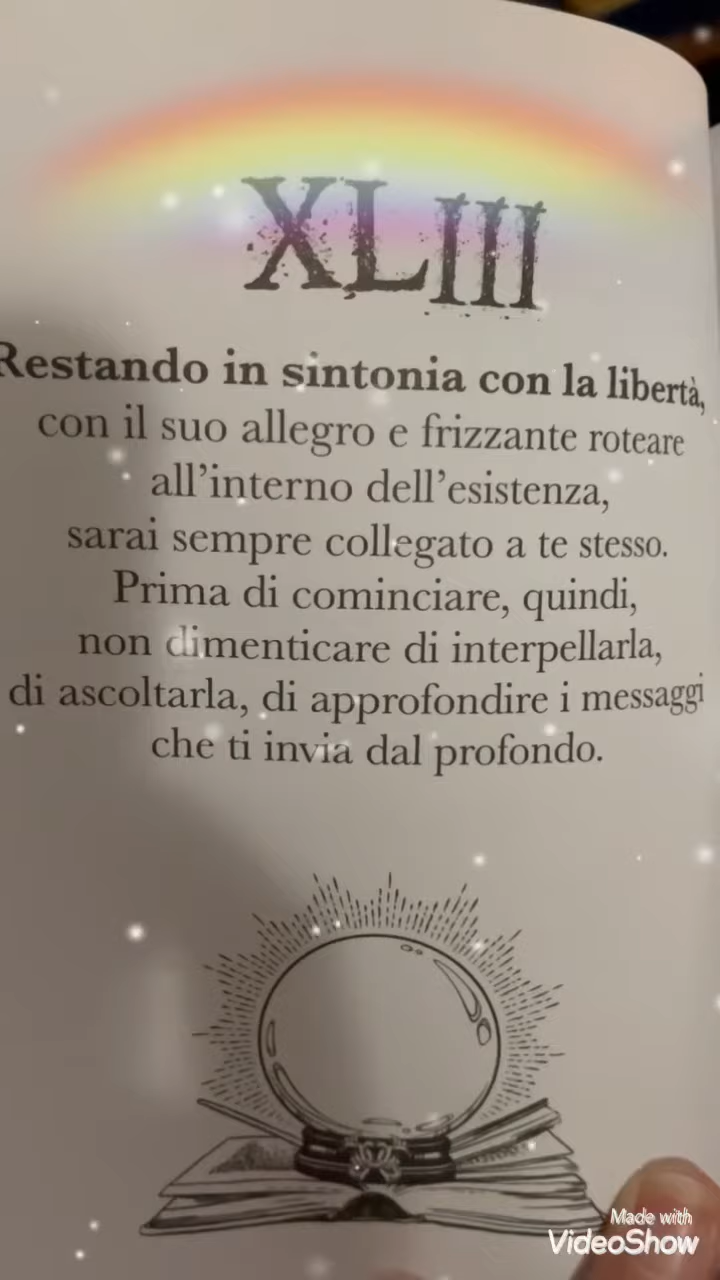 XLIII
Restando in sintonia con la libertà,
con il suo allegro e frizzante roteare
all'interno dell'esistenza,
sarai sempre collegato a te stesso.
Prima di cominciare, quindi,
non dimenticare di interpellarla,
di ascoltarla, di approfondire i messaggi
che ti invia dal profondo.
Made with
VideoShow